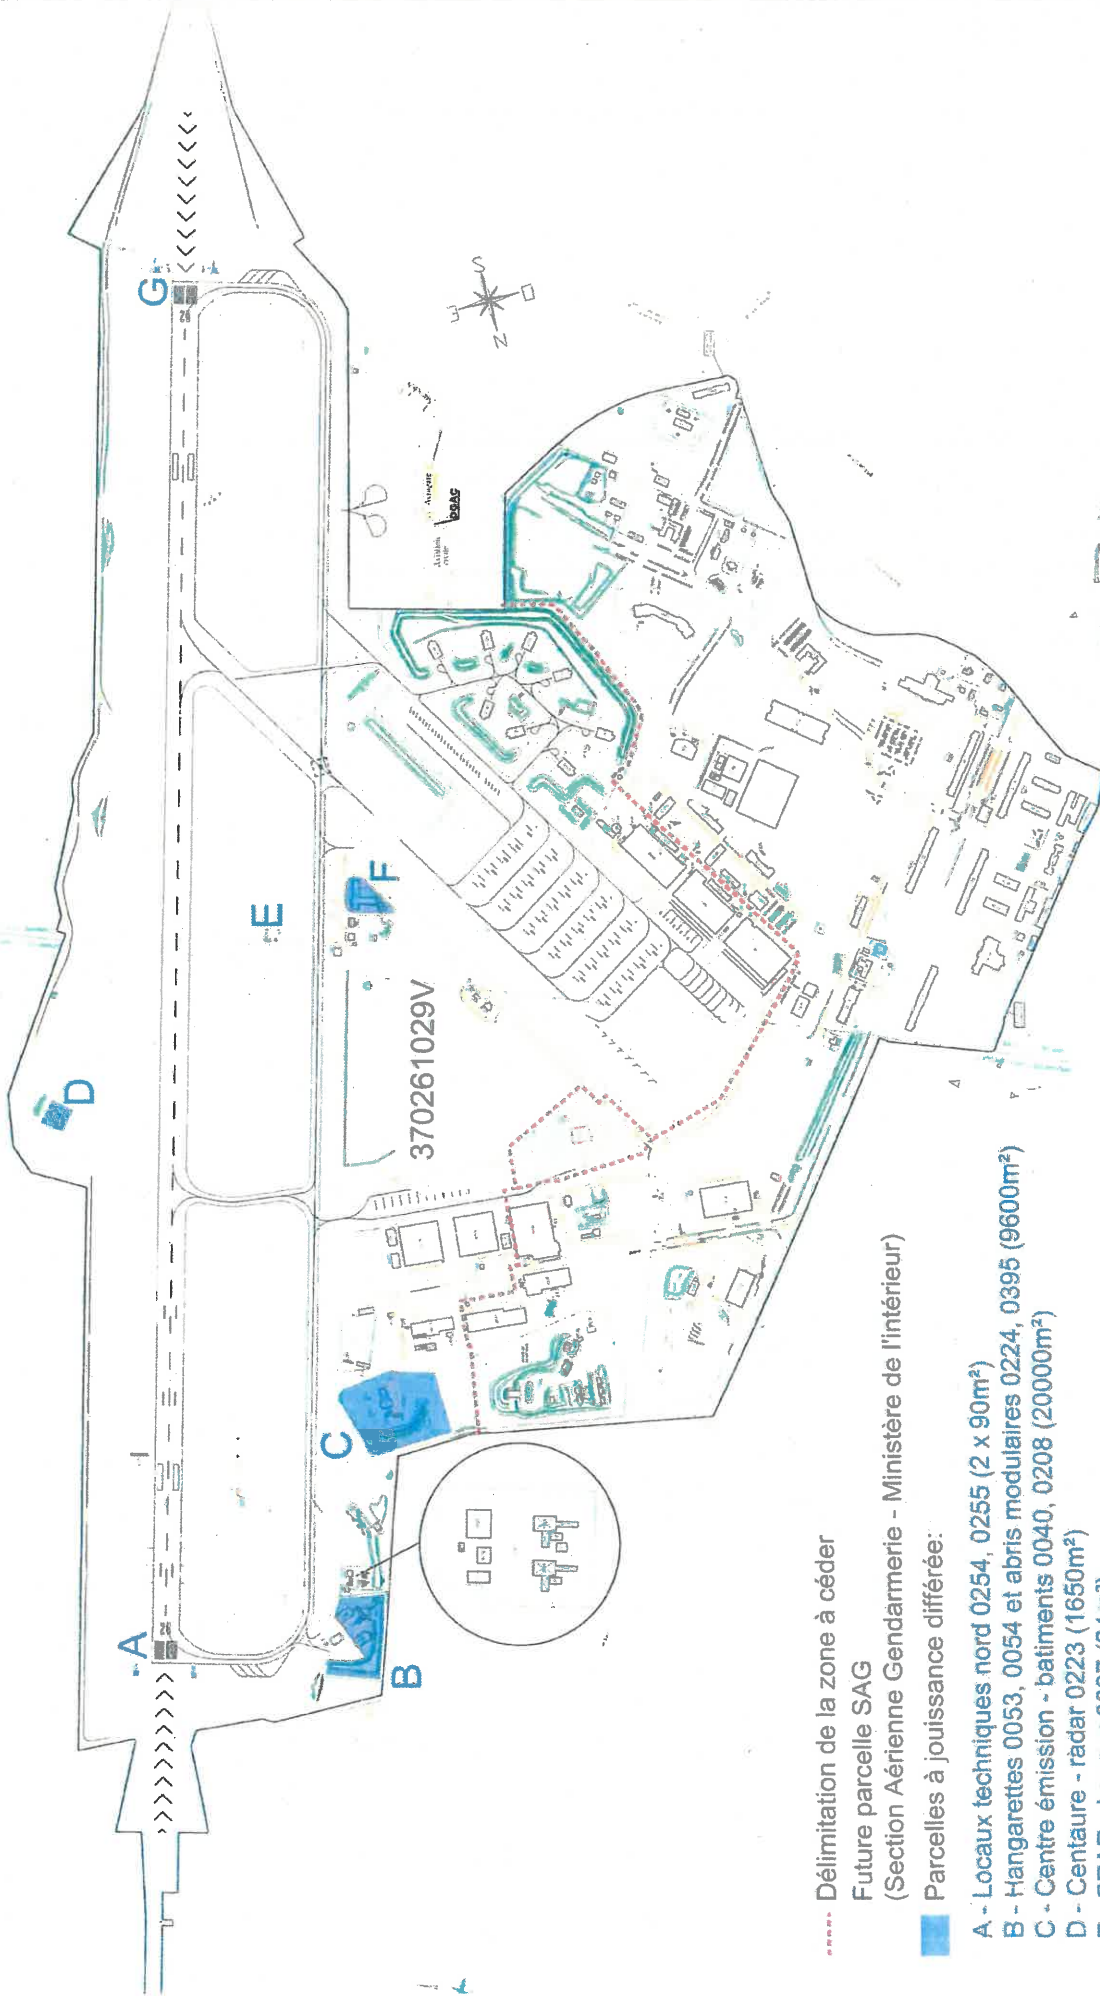 A
B
C
D
E
F
G
S
E
N
O
370261029V
DGAC
Délimitation de la zone à céder
Future parcelle SAG
(Section Aérienne Gendarmerie - Ministère de l'intérieur)
Parcelles à jouissance différée:
A - Locaux techniques nord 0254, 0255 (2 x 90m²)
B - Hangarettes 0053, 0054 et abris modulaires 0224, 0395 (9600m²)
C - Centre émission - batiments 0040, 0208 (20000m²)
D - Centaure - radar 0223 (1650m²)